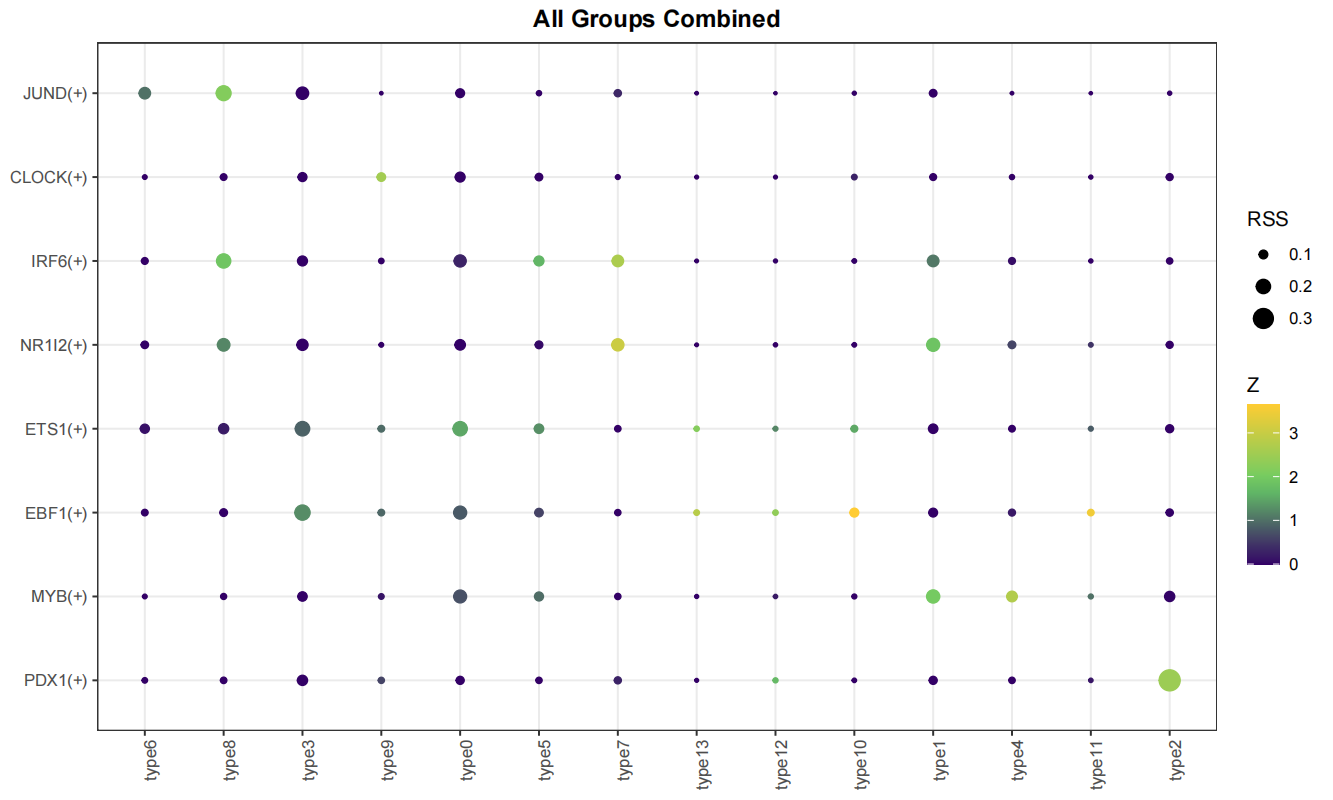 All Groups Combined
JUND(+)
CLOCK(+)
IRF6(+)
NR1I2(+)
ETS1(+)
EBF1(+)
MYB(+)
PDX1(+)
type6
type8
type3
type9
type0
type5
type7
type13
type12
type10
type1
type4
type11
type2
RSS
0.1
0.2
0.3
Z
3
2
1
0